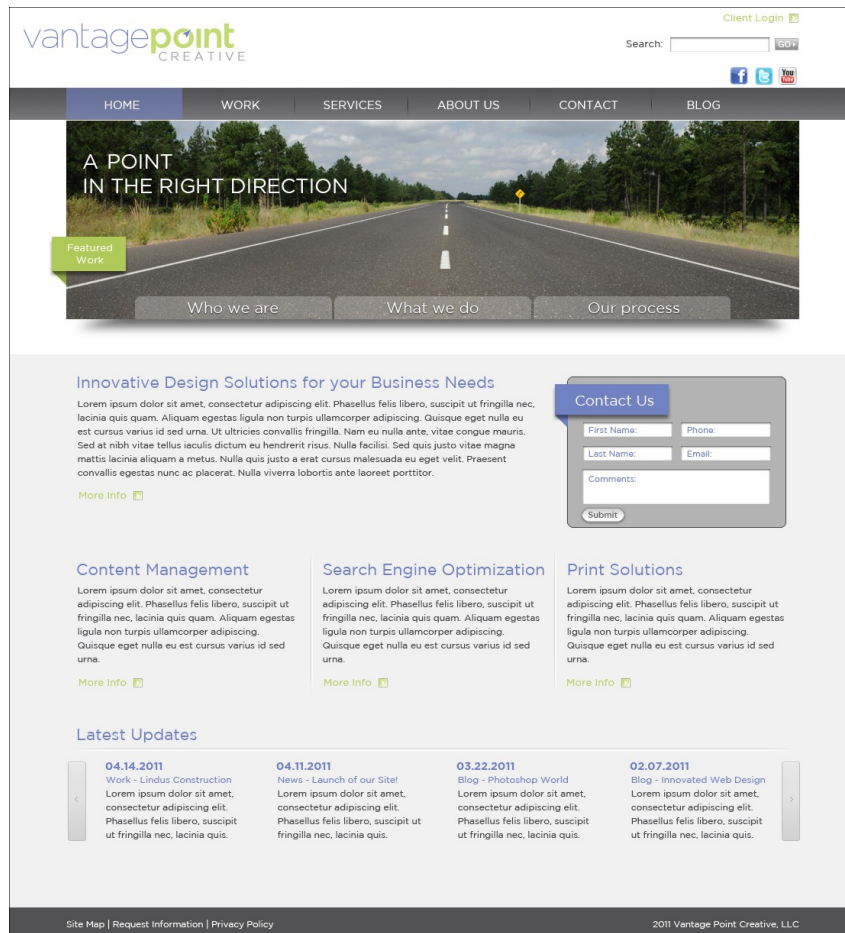 Client Login
vantagepoint
CREATIVE
Search:
GO
You
Tube
HOME WORK SERVICES ABOUT US CONTACT BLOG
A POINT
IN THE RIGHT DIRECTION
Featured
Work
Who we are What we do Our process
Innovative Design Solutions for your Business Needs
Lorem ipsum dolor sit amet, consectetur adipiscing elit. Phasellus felis libero, suscipit ut fringilla nec,
lacinia quis quam. Aliquam egestas ligula non turpis ullamcorper adipiscing. Quisque eget nulla eu
est cursus varius id sed urna. Ut ultricies convallis fringilla. Nam eu nulla ante, vitae congue mauris.
Sed at nibh vitae tellus iaculis dictum eu hendrerit risus. Nulla facilisi. Sed quis justo vitae magna
mattis lacinia aliquam a metus. Nulla quis justo a erat cursus malesuada eu eget velit. Praesent
convallis egestas nunc ac placerat. Nulla viverra lobortis ante laoreet porttitor.
More Info
Contact Us
First Name: Phone:
Last Name: Email:
Comments:
Submit
Content Management
Lorem ipsum dolor sit amet, consectetur
adipiscing elit. Phasellus felis libero, suscipit ut
fringilla nec, lacinia quis quam. Aliquam egestas
ligula non turpis ullamcorper adipiscing.
Quisque eget nulla eu est cursus varius id sed
urna.
More Info
Search Engine Optimization
Lorem ipsum dolor sit amet, consectetur
adipiscing elit. Phasellus felis libero, suscipit ut
fringilla nec, lacinia quis quam. Aliquam egestas
ligula non turpis ullamcorper adipiscing.
Quisque eget nulla eu est cursus varius id sed
urna.
More Info
Print Solutions
Lorem ipsum dolor sit amet, consectetur
adipiscing elit. Phasellus felis libero, suscipit ut
fringilla nec, lacinia quis quam. Aliquam egestas
ligula non turpis ullamcorper adipiscing.
Quisque eget nulla eu est cursus varius id sed
urna.
More Info
Latest Updates
04.14.2011
Work - Lindus Construction
Lorem ipsum dolor sit amet,
consectetur adipiscing elit.
Phasellus felis libero, suscipit
ut fringilla nec, lacinia quis.
04.11.2011
News - Launch of our Site!
Lorem ipsum dolor sit amet,
consectetur adipiscing elit.
Phasellus felis libero, suscipit ut
fringilla nec, lacinia quis.
03.22.2011
Blog - Photoshop World
Lorem ipsum dolor sit amet,
consectetur adipiscing elit.
Phasellus felis libero, suscipit
ut fringilla nec, lacinia quis.
02.07.2011
Blog - Innovated Web Design
Lorem ipsum dolor sit amet,
consectetur adipiscing elit.
Phasellus felis libero, suscipit
ut fringilla nec, lacinia quis.
Site Map | Request Information | Privacy Policy
2011 Vantage Point Creative, LLC